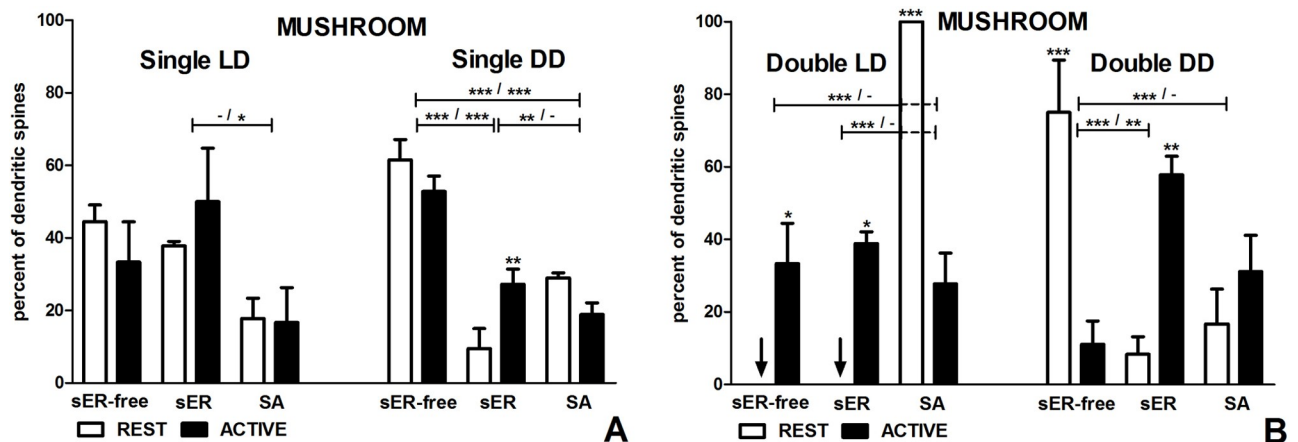 MUSHROOM
Single LD
Single DD
percent of dendritic spines
100
80
60
40
20
0
- / *
*** / ***
*** / ***
** / -
**
sER-free sER SA
sER-free sER SA
REST ACTIVE
A
MUSHROOM
Double LD
Double DD
percent of dendritic spines
100
80
60
40
20
0
***
*** / -
*** / -
*
*
***
*** / -
*** / **
**
sER-free sER SA
sER-free sER SA
REST ACTIVE
B